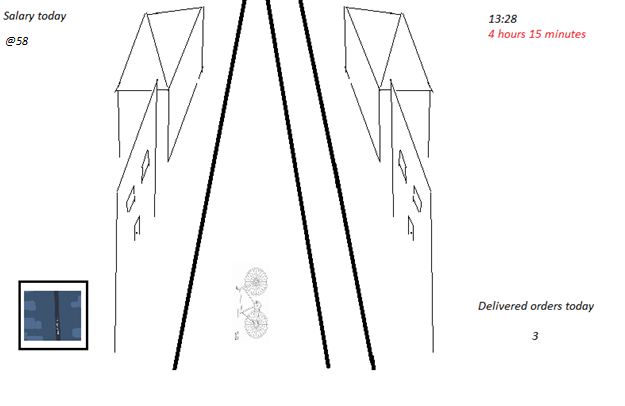 Salary today
@58
13:28
4 hours 15 minutes
Delivered orders today
3